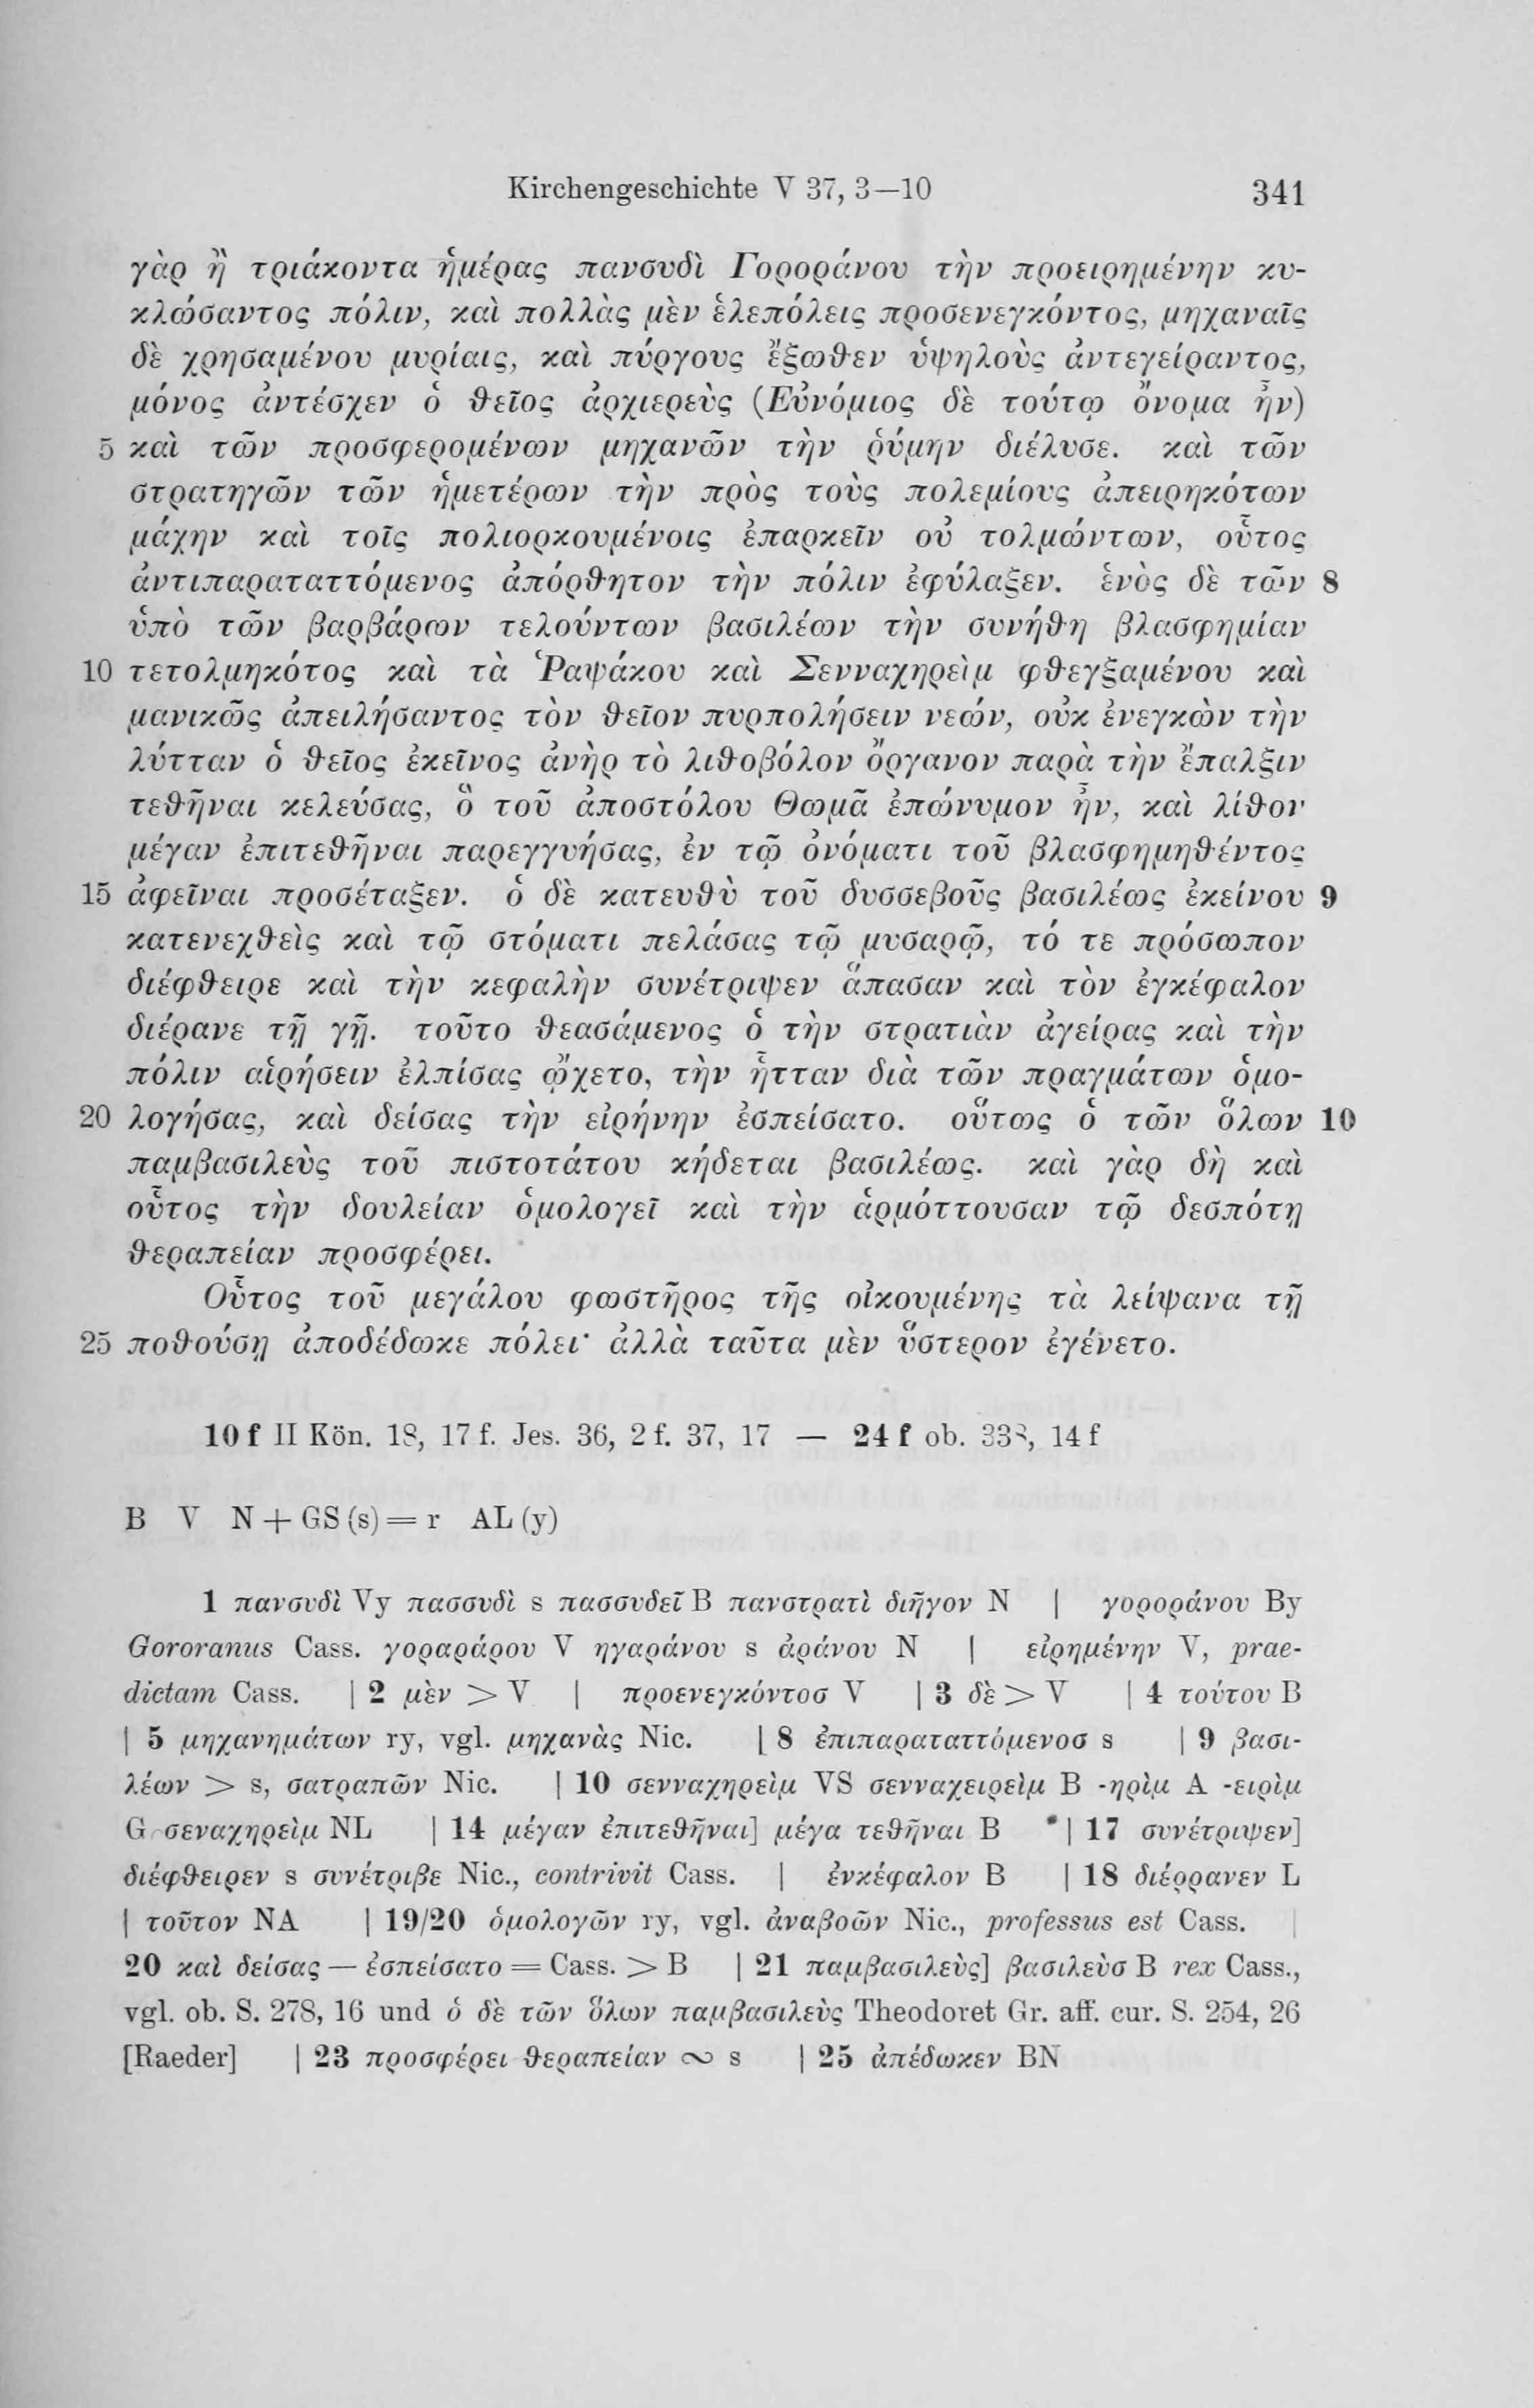 Kirchengeschichte V 37, 3—10 341
γὰρ ἢ τριάκοντα ἡμέρας πανσυδὶ Γοροράνου τὴν προειρημένην κυ-
κλώσαντος πόλιν, καὶ πολλὰς μὲν ἑλεπόλεις προσενεγκόντος, μηχαναῖς
δὲ χρησαμένου μυρίαις, καὶ πύργους ἔξωθεν ὑψηλοὺς ἀντεγείραντος,
μόνος ἀντέσχεν ὁ θεῖος ἀρχιερεὺς (Εὐνόμιος δὲ τούτῳ ὄνομα ἦν)
5 καὶ τῶν προσφερομένων μηχανῶν τὴν ῥύμην διέλυσε. καὶ τῶν
στρατηγῶν τῶν ἡμετέρων τὴν πρὸς τοὺς πολεμίους ἀπειρηκότων
μάχην καὶ τοῖς πολιορκουμένοις ἐπαρκεῖν οὐ τολμώντων, οὗτος
ἀντιπαραταττόμενος ἀπόρθητον τὴν πόλιν ἐφύλαξεν. ἑνὸς δὲ τῶν 8
ὑπὸ τῶν βαρβάρων τελούντων βασιλέων τὴν συνήθη βλασφημίαν
10 τετολμηκότος καὶ τὰ Ῥαψάκου καὶ Σενναχηρεὶμ φθεγξαμένου καὶ
μανικῶς ἀπειλήσαντος τὸν θεῖον πυρπολήσειν νεών, οὐκ ἐνεγκὼν τὴν
λύτταν ὁ θεῖος ἐκεῖνος ἀνὴρ τὸ λιθοβόλον ὄργανον παρὰ τὴν ἔπαλξιν
τεθῆναι κελεύσας, ὃ τοῦ ἀποστόλου Θωμᾶ ἐπώνυμον ἦν, καὶ λίθον
μέγαν ἐπιτεθῆναι παρεγγυήσας, ἐν τῷ ὀνόματι τοῦ βλασφημηθέντος
15 ἀφεῖναι προσέταξεν. ὁ δὲ κατευθὺ τοῦ δυσσεβοῦς βασιλέως ἐκείνου 9
κατενεχθεὶς καὶ τῷ στόματι πελάσας τῷ μυσαρῷ, τό τε πρόσωπον
διέφθειρε καὶ τὴν κεφαλὴν συνέτριψεν ἅπασαν καὶ τὸν ἐγκέφαλον
διέρανε τῇ γῇ. τοῦτο θεασάμενος ὁ τὴν στρατιὰν ἀγείρας καὶ τὴν
πόλιν αἱρήσειν ἐλπίσας ᾤχετο, τὴν ἧτταν διὰ τῶν πραγμάτων ὁμο-
20 λογήσας, καὶ δείσας τὴν εἰρήνην ἐσπείσατο. οὕτως ὁ τῶν ὅλων 10
παμβασιλεὺς τοῦ πιστοτάτου κήδεται βασιλέως. καὶ γὰρ δὴ καὶ
οὗτος τὴν δουλείαν ὁμολογεῖ καὶ τὴν ἁρμόττουσαν τῷ δεσπότῃ
θεραπείαν προσφέρει.
Οὗτος τοῦ μεγάλου φωστῆρος τῆς οἰκουμένης τὰ λείψανα τῇ
25 ποθούσῃ ἀποδέδωκε πόλει· ἀλλὰ ταῦτα μὲν ὕστερον ἐγένετο.
10 f II Kön. 18, 17 f. Jes. 36, 2 f. 37, 17 — 24 f ob. 338, 14 f
B V N + GS (s) = r AL (y)
1 πανσυδὶ Vy πασσυδὶ s πασσυδεῖ B πανστρατὶ διῆγον N | γοροράνου By
Gororanus Cass. γοραράρου V ηγαράνου s ἀράνου N | εἰρημένην V, prae-
dictam Cass. | 2 μὲν > V | προενεγκόντοσ V | 3 δὲ > V | 4 τούτου B
| 5 μηχανημάτων ry, vgl. μηχανὰς Nic. | 8 ἐπιπαραταττόμενοσ s | 9 βασι-
λέων > s, σατραπῶν Nic. | 10 σενναχηρεὶμ VS σενναχειρεὶμ B -ηρὶμ A -ειρὶμ
G σεναχηρεὶμ NL | 14 μέγαν ἐπιτεθῆναι] μέγα τεθῆναι B | 17 συνέτριψεν]
διέφθειρεν s συνέτριβε Nic., contrivit Cass. | ἐνκέφαλον B | 18 διέρρανεν L
| τοῦτον NA | 19/20 ὁμολογῶν ry, vgl. ἀναβοῶν Nic., professus est Cass. |
20 καὶ δείσας — ἐσπείσατο = Cass. > B | 21 παμβασιλεὺς] βασιλεὺσ B rex Cass.,
vgl. ob. S. 278, 16 und ὁ δὲ τῶν ὅλων παμβασιλεὺς Theodoret Gr. aff. cur. S. 254, 26
[Raeder] | 23 προσφέρει θεραπείαν ∾ s | 25 ἀπέδωκεν BN